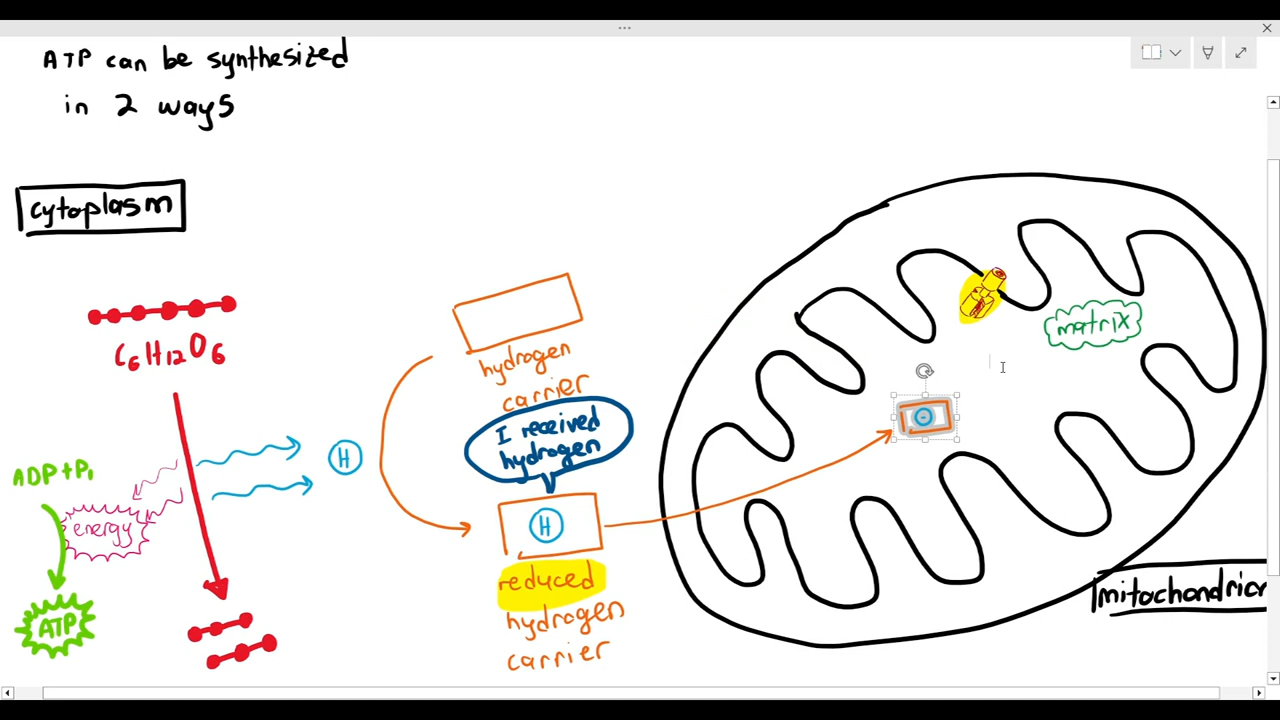 ATP can be synthesized
in 2 ways
cytoplasm
C6H12O6
ADP+Pi
energy
ATP
H
hydrogen
carrier
I received
hydrogen
H
reduced
hydrogen
carrier
matrix
mitochondrion